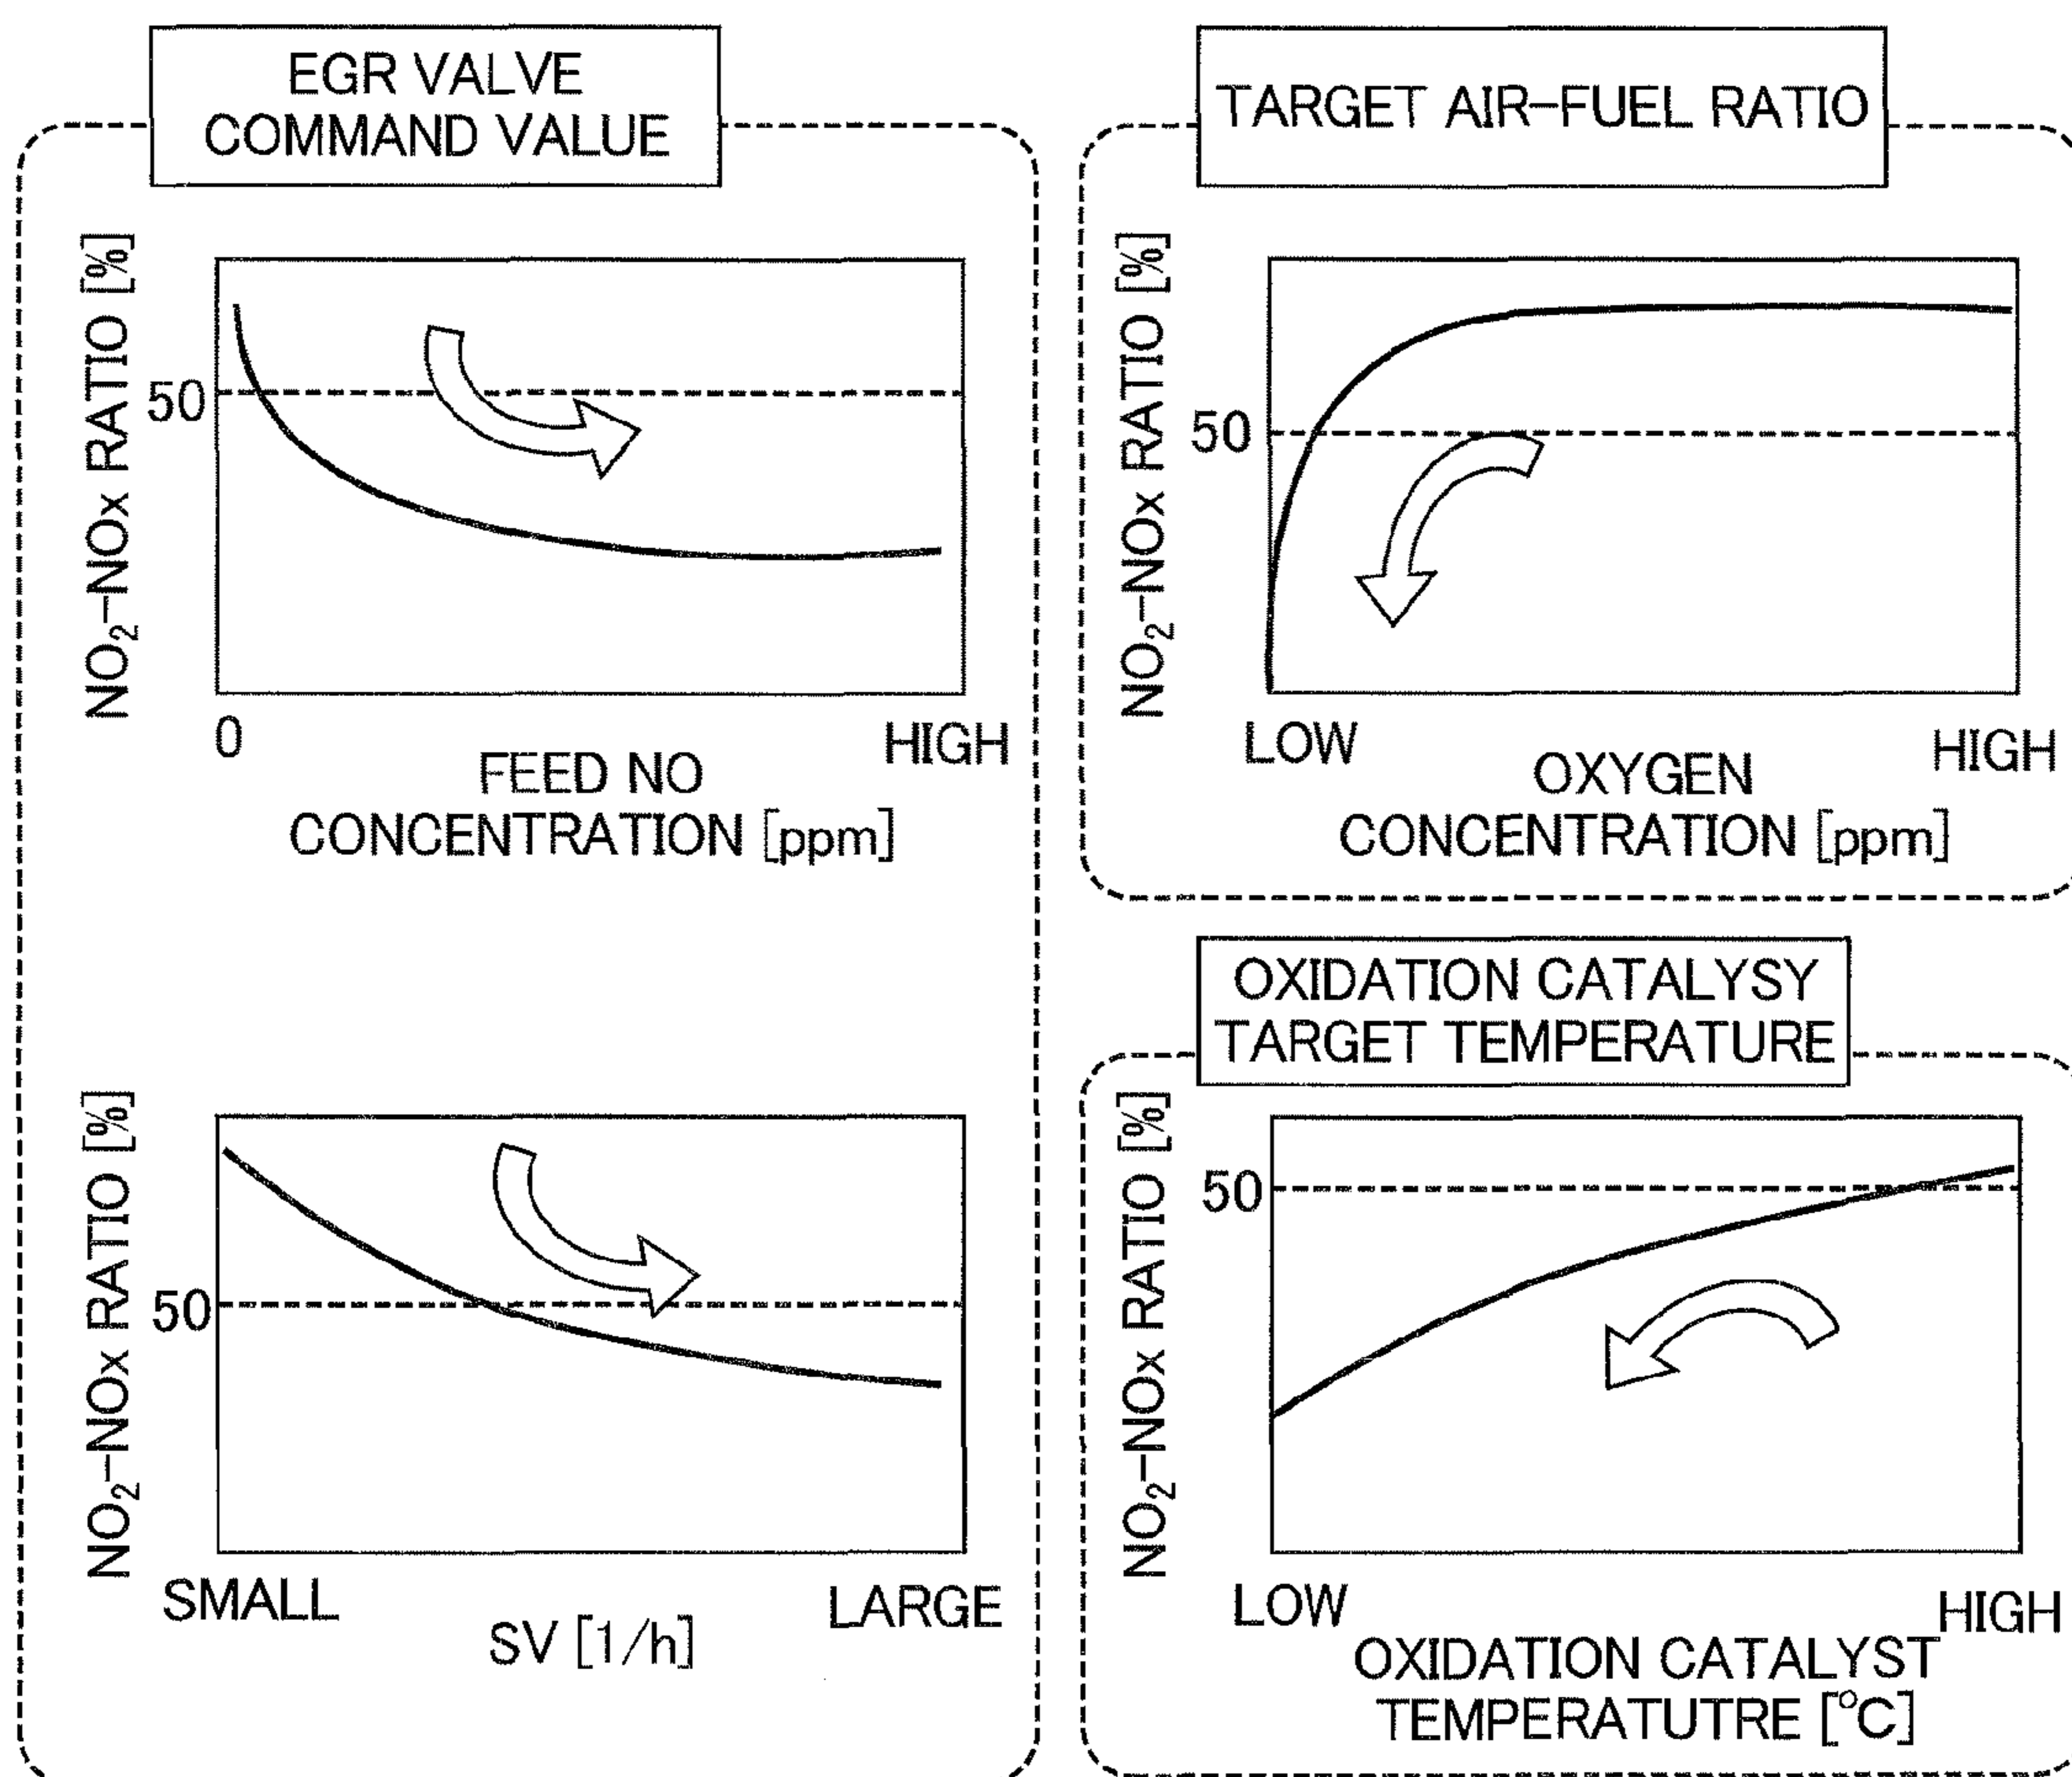 EGR VALVE
COMMAND VALUE
NO₂-NOx RATIO [%]
50
0
HIGH
FEED NO
CONCENTRATION [ppm]
NO₂-NOx RATIO [%]
50
SMALL
LARGE
SV [1/h]
TARGET AIR-FUEL RATIO
NO₂-NOx RATIO [%]
50
LOW
HIGH
OXYGEN
CONCENTRATION [ppm]
OXIDATION CATALYSY
TARGET TEMPERATURE
NO₂-NOx RATIO [%]
50
LOW
HIGH
OXIDATION CATALYST
TEMPERATUTRE [°C]